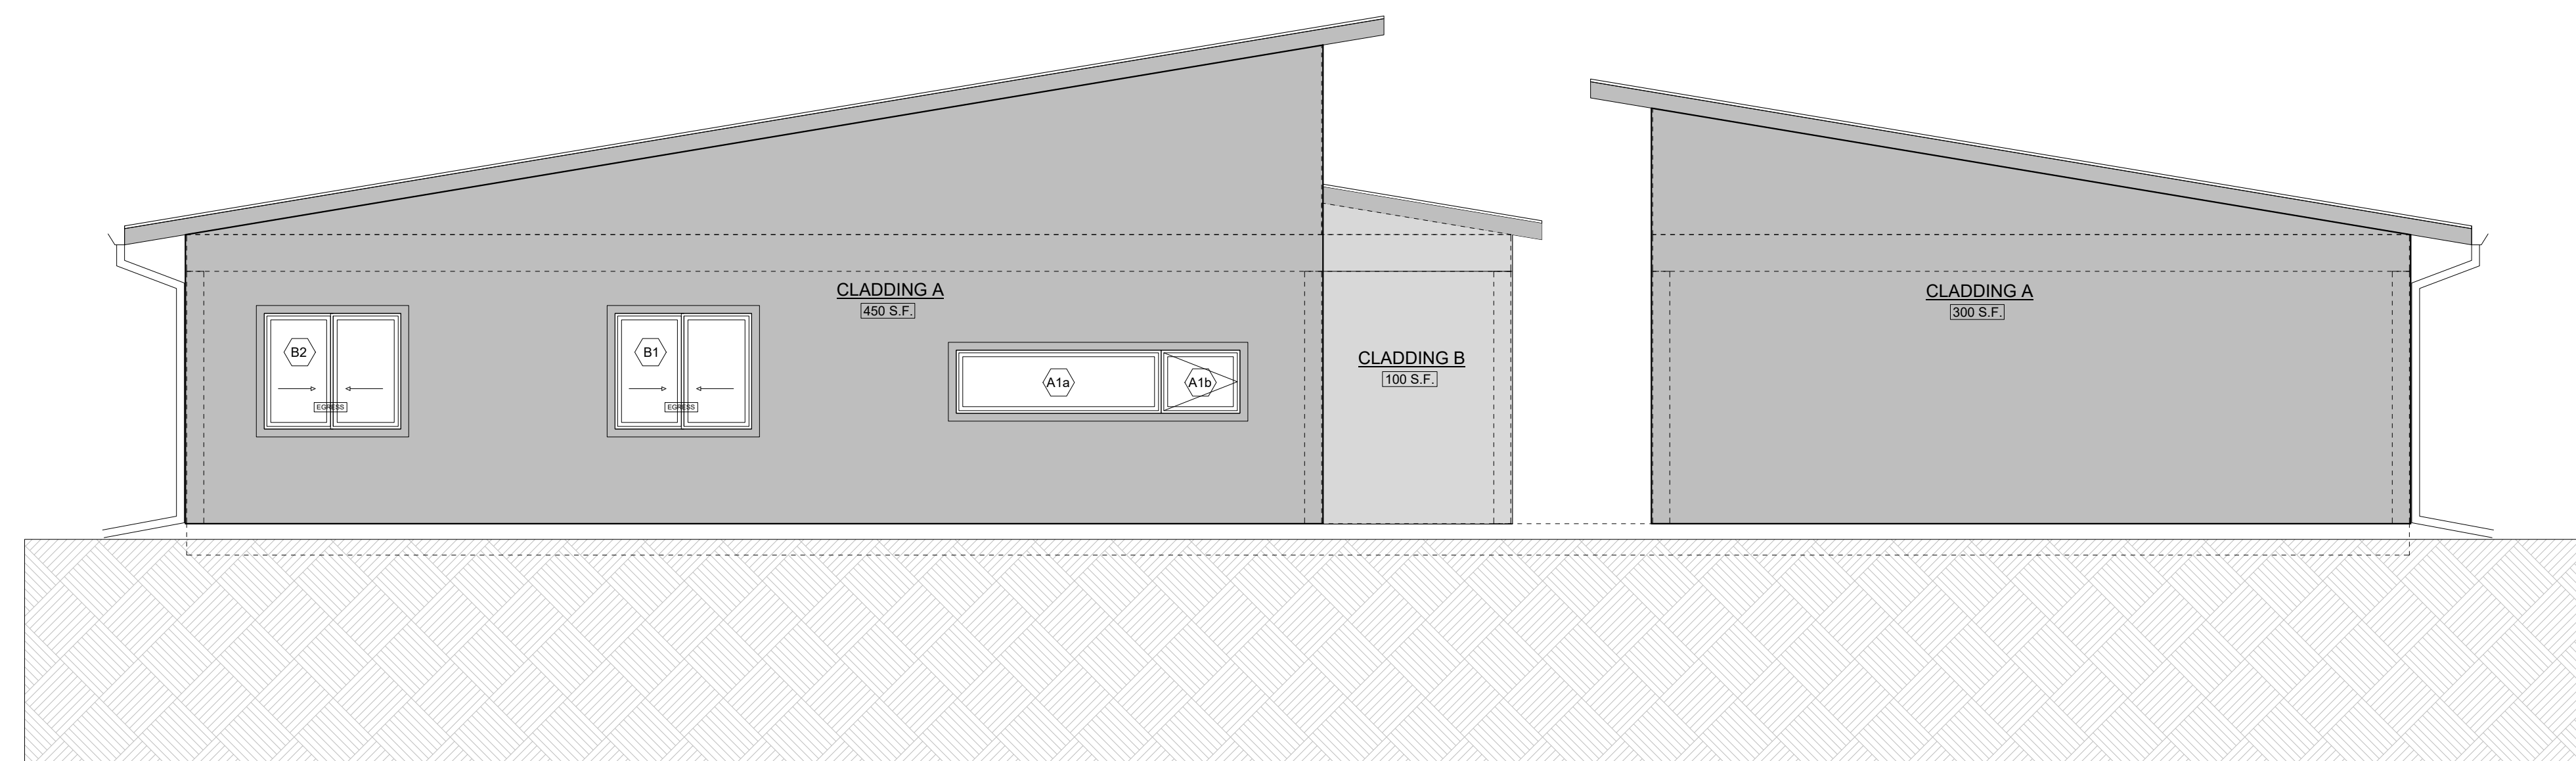 CLADDING A
450 S.F.
B2
EGRESS
B1
EGRESS
A1a
A1b
CLADDING B
100 S.F.
CLADDING A
300 S.F.